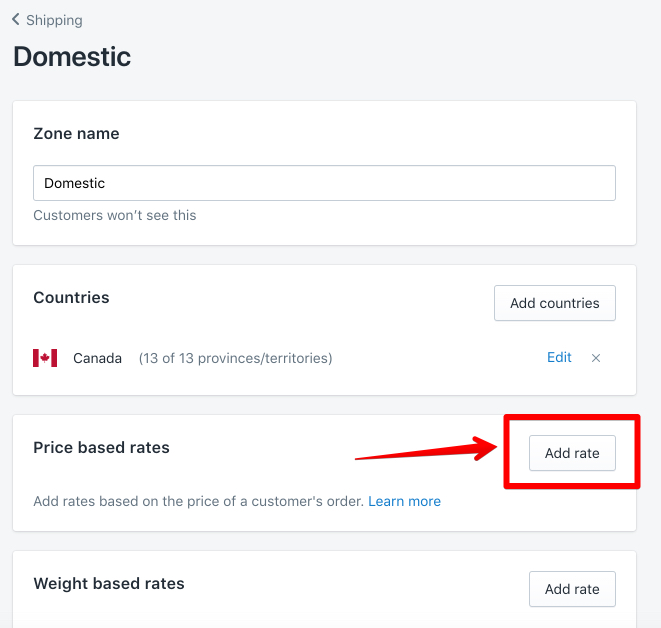 Shipping
Domestic
Zone name
Domestic
Customers won't see this
Countries
Add countries
Canada (13 of 13 provinces/territories) Edit ×
Price based rates
Add rate
Add rates based on the price of a customer's order. Learn more
Weight based rates
Add rate